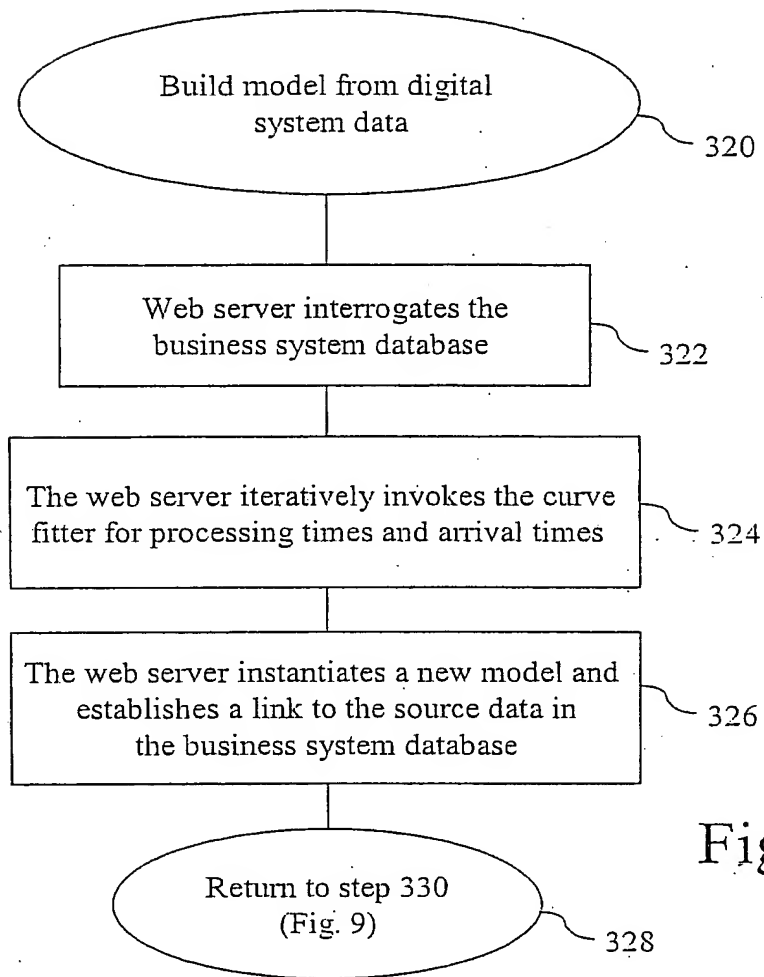 Build model from digital
system data
320
Web server interrogates the
business system database
322
The web server iteratively invokes the curve
fitter for processing times and arrival times
324
The web server instantiates a new model and
establishes a link to the source data in
the business system database
326
Return to step 330
(Fig. 9)
328
Fig